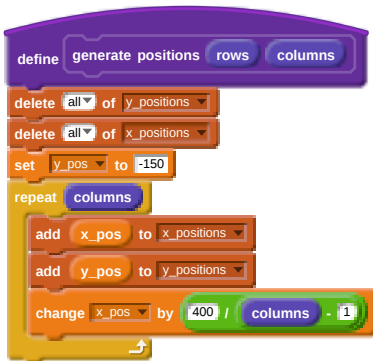 define generate positions rows columns
delete all of y_positions
delete all of x_positions
set y_pos to -150
repeat columns
add x_pos to x_positions
add y_pos to y_positions
change x_pos by 400 / columns - 1